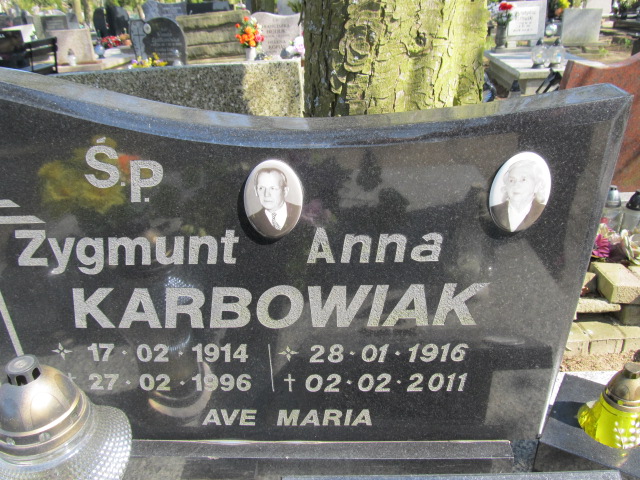 Ś.P.
Zygmunt Anna
KARBOWIAK
17·02·1914 28·01·1916
27·02·1996 † 02·02·2011
AVE MARIA